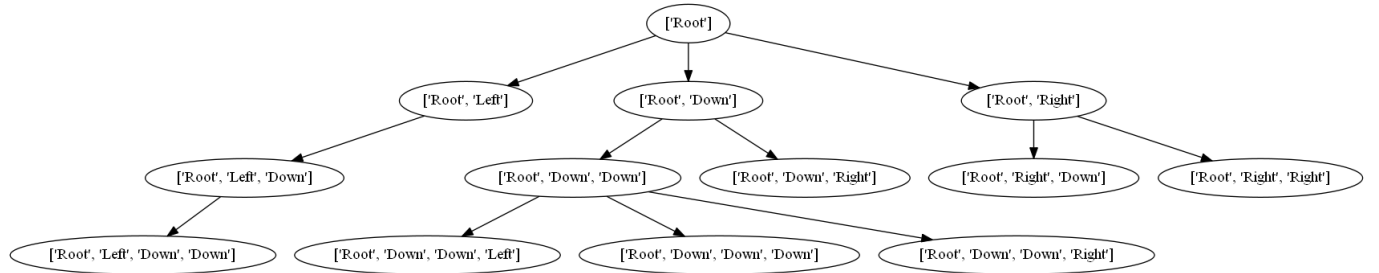 ['Root']
['Root', 'Left']
['Root', 'Down']
['Root', 'Right']
['Root', 'Left', 'Down']
['Root', 'Down', 'Down']
['Root', 'Down', 'Right']
['Root', 'Right', 'Down']
['Root', 'Right', 'Right']
['Root', 'Left', 'Down', 'Down']
['Root', 'Down', 'Down', 'Left']
['Root', 'Down', 'Down', 'Down']
['Root', 'Down', 'Down', 'Right']